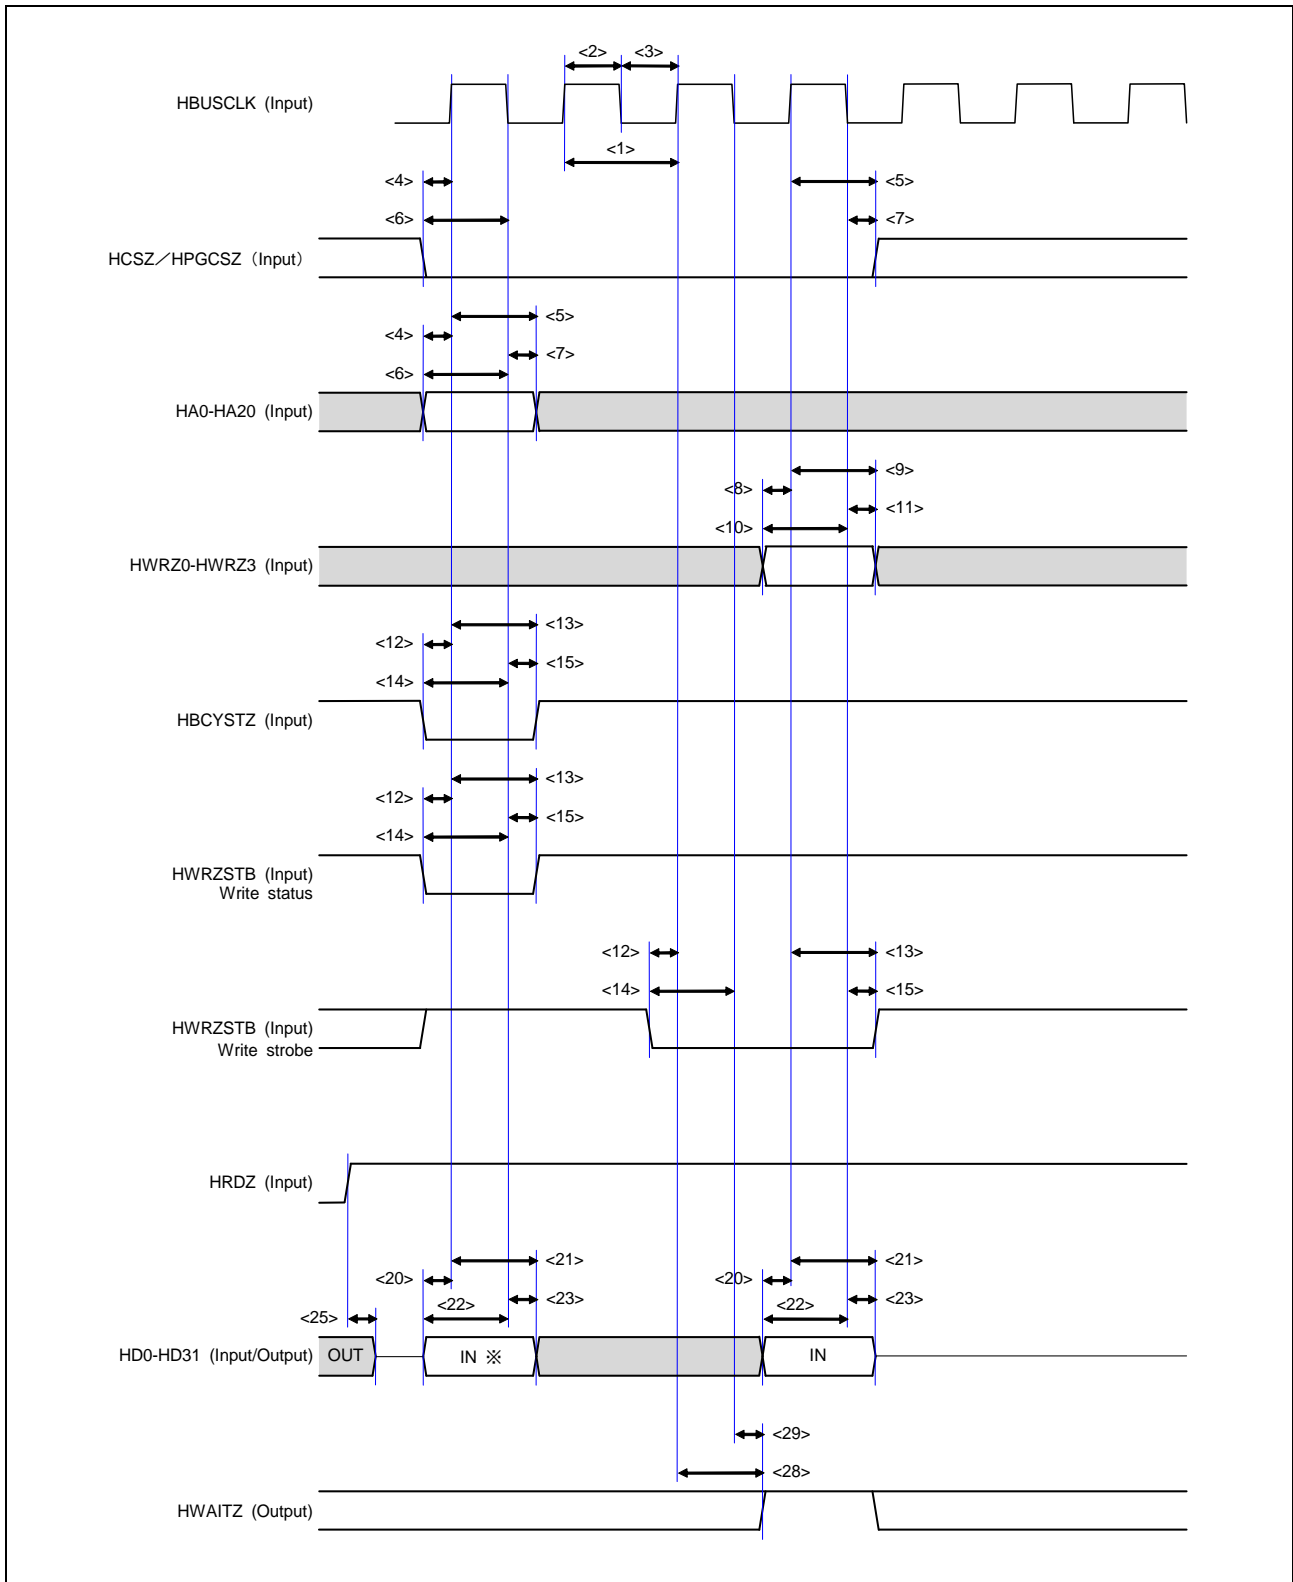 <2> <3>
HBUSCLK (Input)
<1>
<4> <5>
<6> <7>
HCSZ／HPGCSZ（Input）
<5>
<4>
<7>
<6>
HA0-HA20 (Input)
<9>
<8>
<11>
<10>
HWRZ0-HWRZ3 (Input)
<13>
<12>
<15>
<14>
HBCYSTZ (Input)
<13>
<12>
<15>
<14>
HWRZSTB (Input)
Write status
<12> <13>
<14> <15>
HWRZSTB (Input)
Write strobe
HRDZ (Input)
<21> <21>
<20> <20>
<22> <23> <22> <23>
<25>
HD0-HD31 (Input/Output) OUT IN ※ IN
<29>
<28>
HWAITZ (Output)